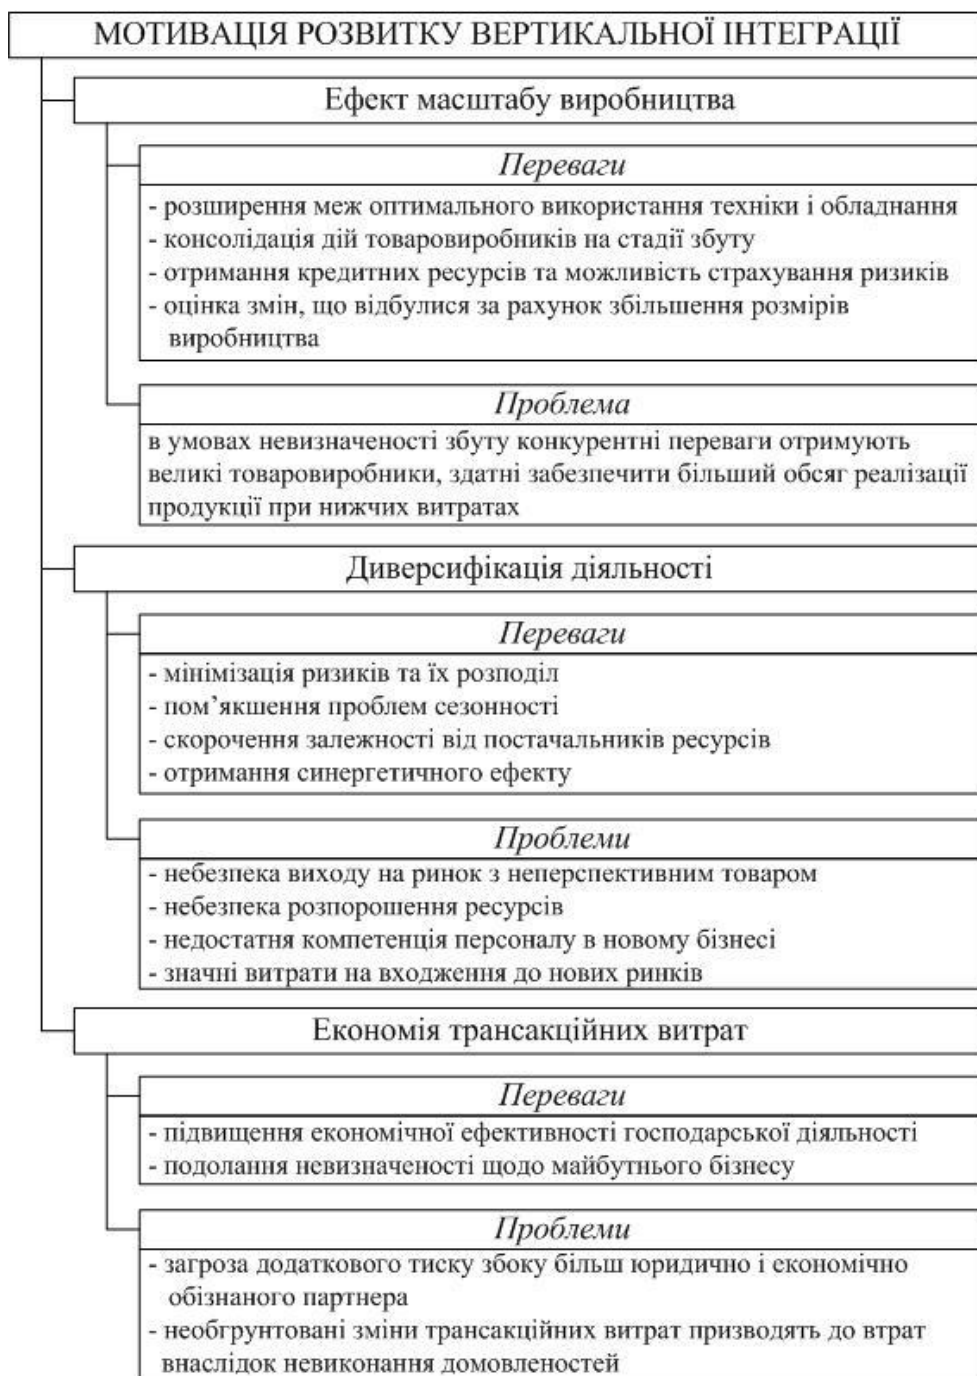 МОТИВАЦІЯ РОЗВИТКУ ВЕРТИКАЛЬНОЇ ІНТЕГРАЦІЇ
Ефект масштабу виробництва
Переваги
- розширення меж оптимального використання техніки і обладнання
- консолідація дій товаровиробників на стадії збуту
- отримання кредитних ресурсів та можливість страхування ризиків
- оцінка змін, що відбулися за рахунок збільшення розмірів
виробництва
Проблема
в умовах невизначеності збуту конкурентні переваги отримують
великі товаровиробники, здатні забезпечити більший обсяг реалізації
продукції при нижчих витратах
Диверсифікація діяльності
Переваги
- мінімізація ризиків та їх розподіл
- пом’якшення проблем сезонності
- скорочення залежності від постачальників ресурсів
- отримання синергетичного ефекту
Проблеми
- небезпека виходу на ринок з неперспективним товаром
- небезпека розпорошення ресурсів
- недостатня компетенція персоналу в новому бізнесі
- значні витрати на входження до нових ринків
Економія трансакційних витрат
Переваги
- підвищення економічної ефективності господарської діяльності
- подолання невизначеності щодо майбутнього бізнесу
Проблеми
- загроза додаткового тиску збоку більш юридично і економічно
обізнаного партнера
- необгрунтовані зміни трансакційних витрат призводять до втрат
внаслідок невиконання домовленостей